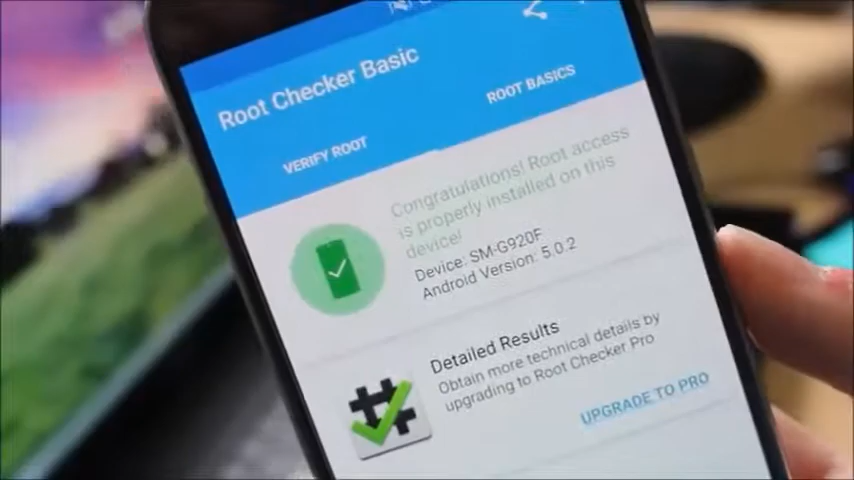 Root Checker Basic
VERIFY ROOT
ROOT BASICS
Congratulations! Root access
is properly installed on this
device!
Device: SM-G920F
Android Version: 5.0.2
Detailed Results
Obtain more technical details by
upgrading to Root Checker Pro
UPGRADE TO PRO